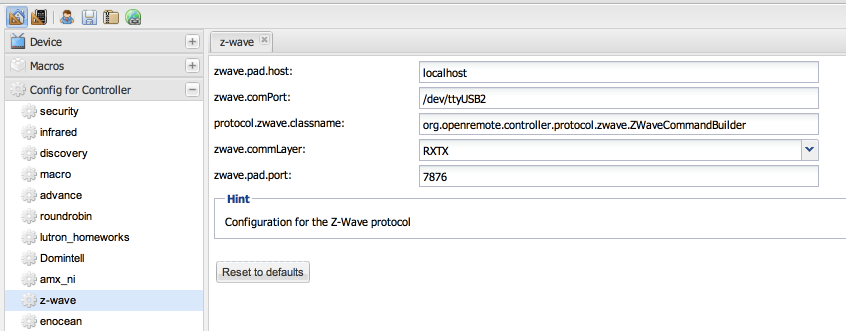 Device
Macros
Config for Controller
security
infrared
discovery
macro
advance
roundrobin
lutron_homeworks
Domintell
amx_ni
z-wave
enocean
z-wave
zwave.pad.host: localhost
zwave.comPort: /dev/ttyUSB2
protocol.zwave.classname: org.openremote.controller.protocol.zwave.ZWaveCommandBuilder
zwave.commLayer: RXTX
zwave.pad.port: 7876
Hint
Configuration for the Z-Wave protocol
Reset to defaults